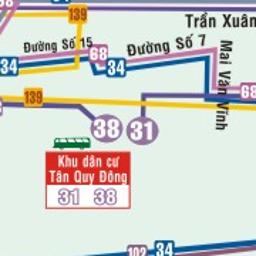 139
Trần Xuân
Đường Số 15
68
Đường Số 7
34
34
Mai Văn Vĩnh
68
139
38
31
Khu dân cư
Tân Quy Đông
31 38
102
34